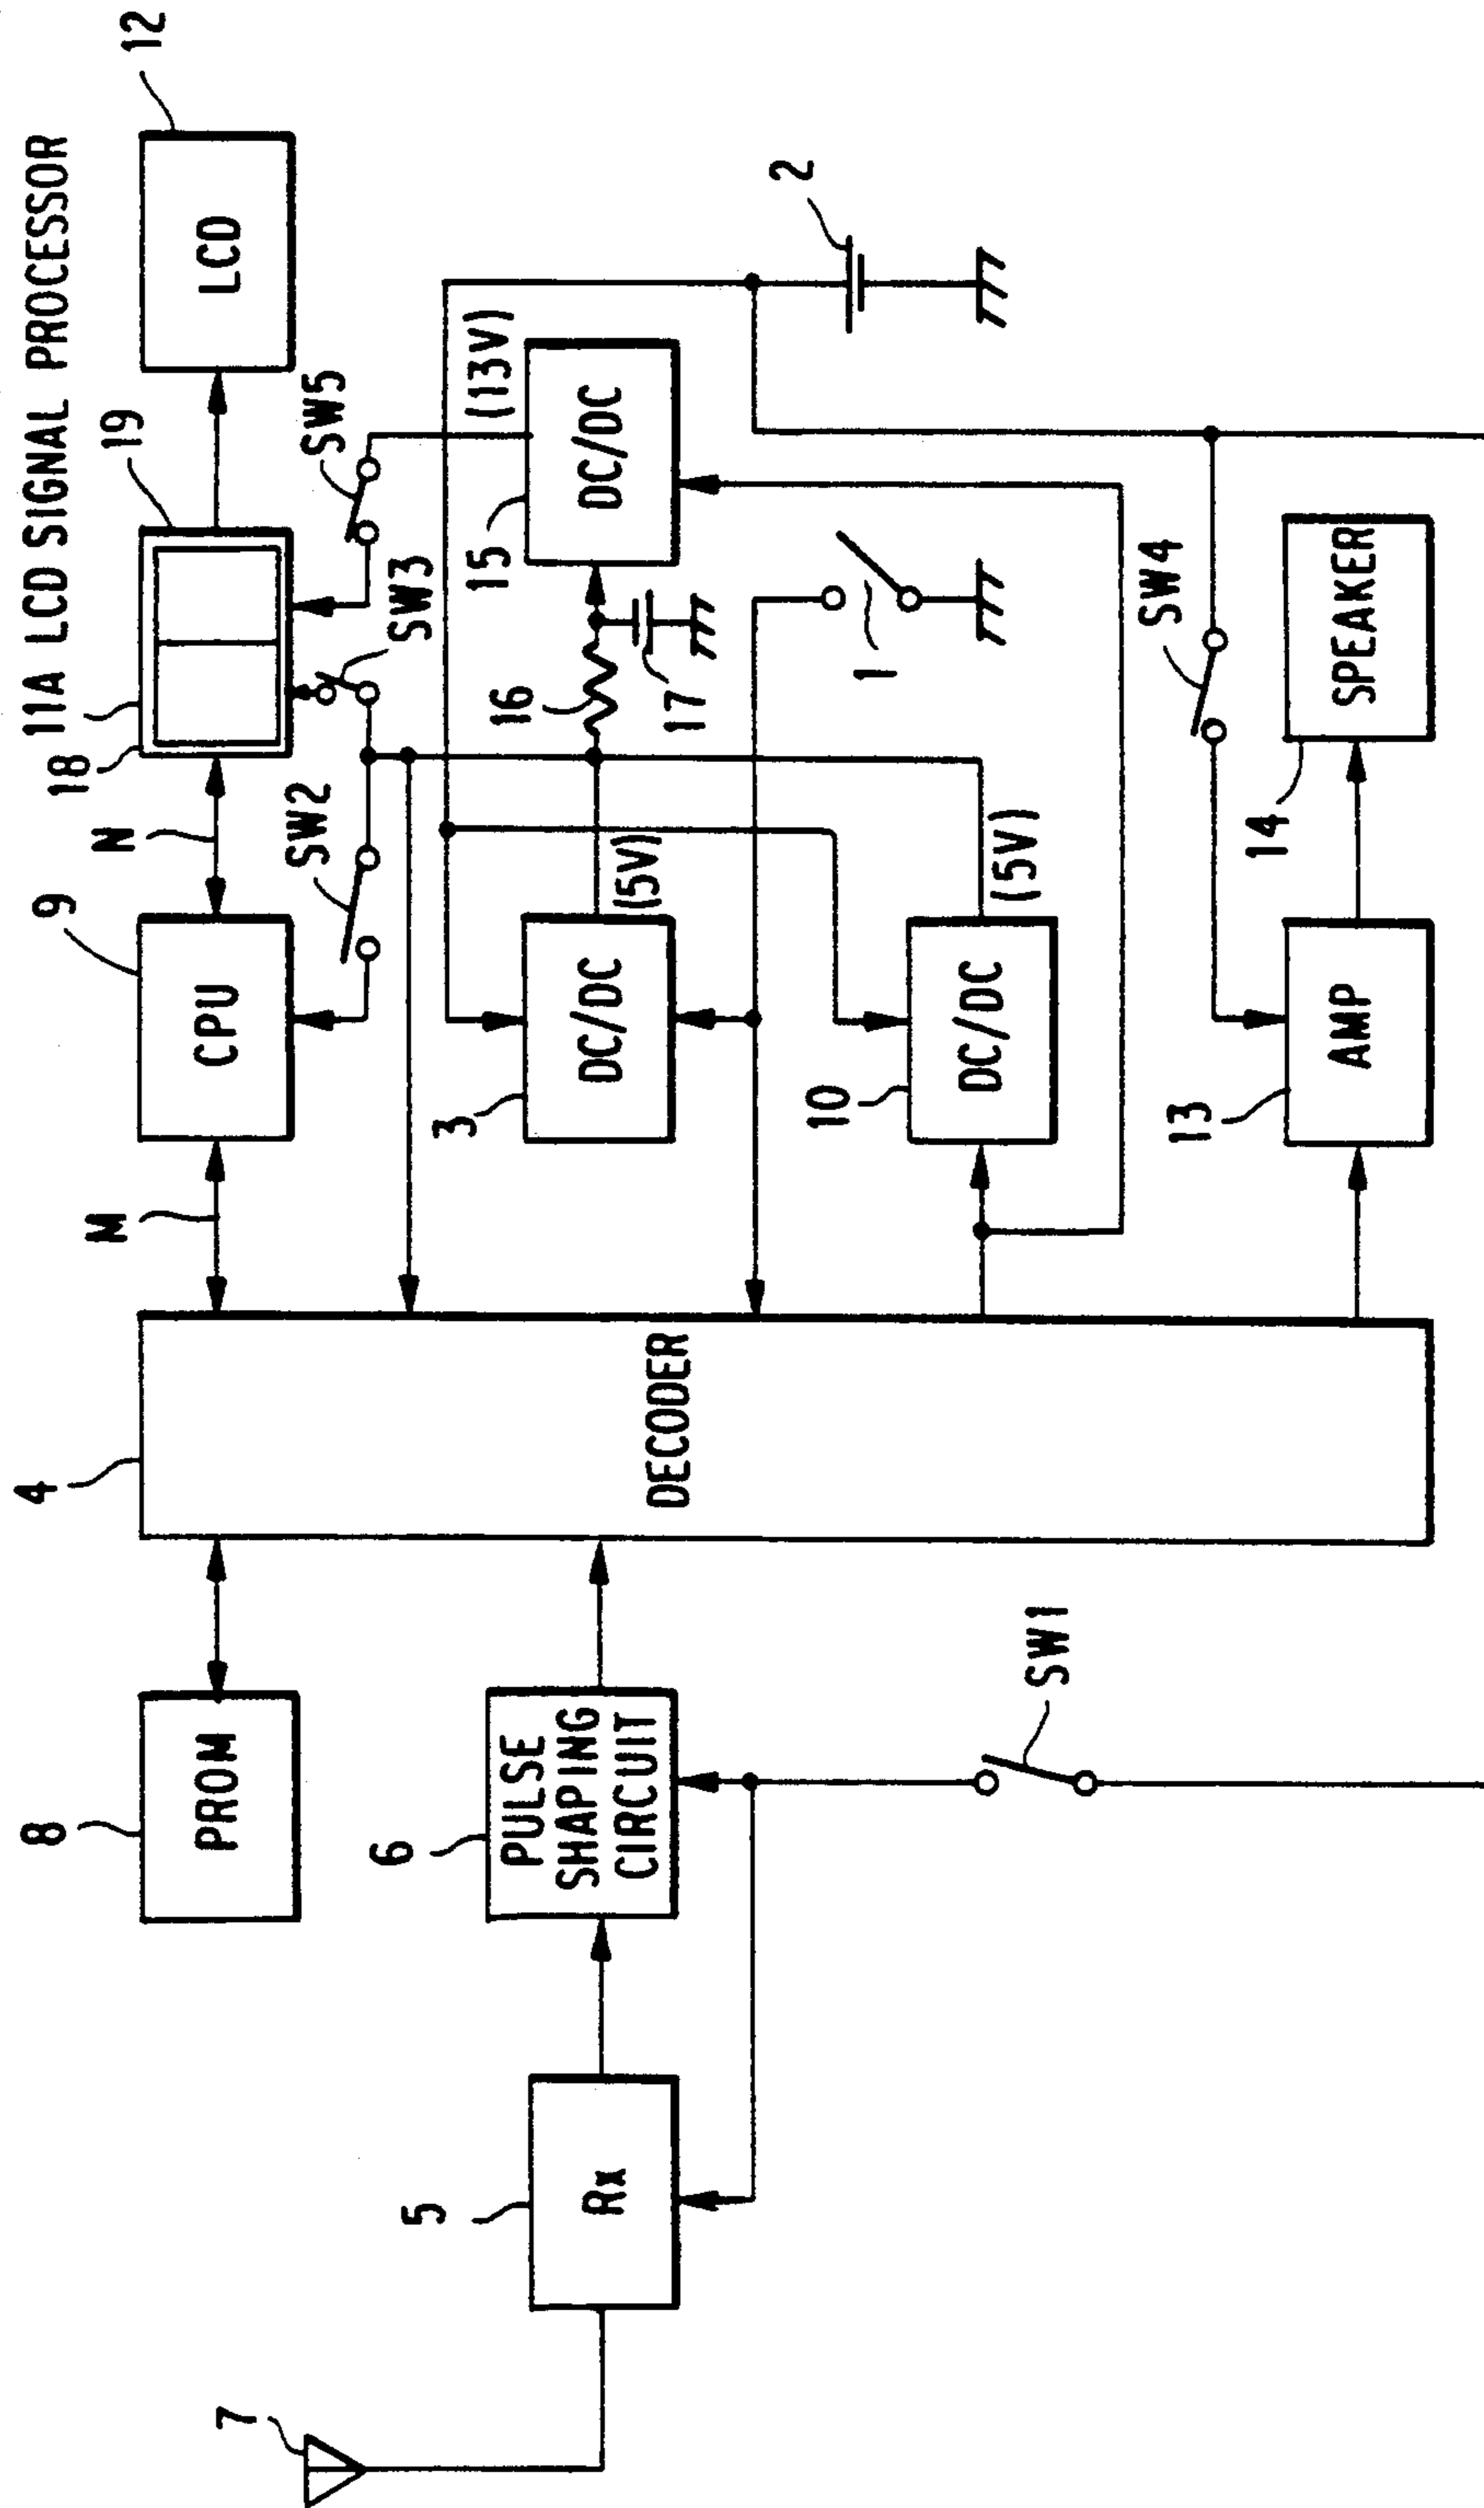 11A LCD SIGNAL PROCESSOR
8
4
9
18
M
N
19
12
PROM
CPU
LCD
7
SW2
SW5
6
SW3
5
3
15
(13V)
16
Rx
PULSE
SHAPING
CIRCUIT
DC/DC
DC/DC
(5V)
DECODER
17
2
10
1
DC/DC
(5V)
SW1
13
SW4
14
AMP
SPEAKER